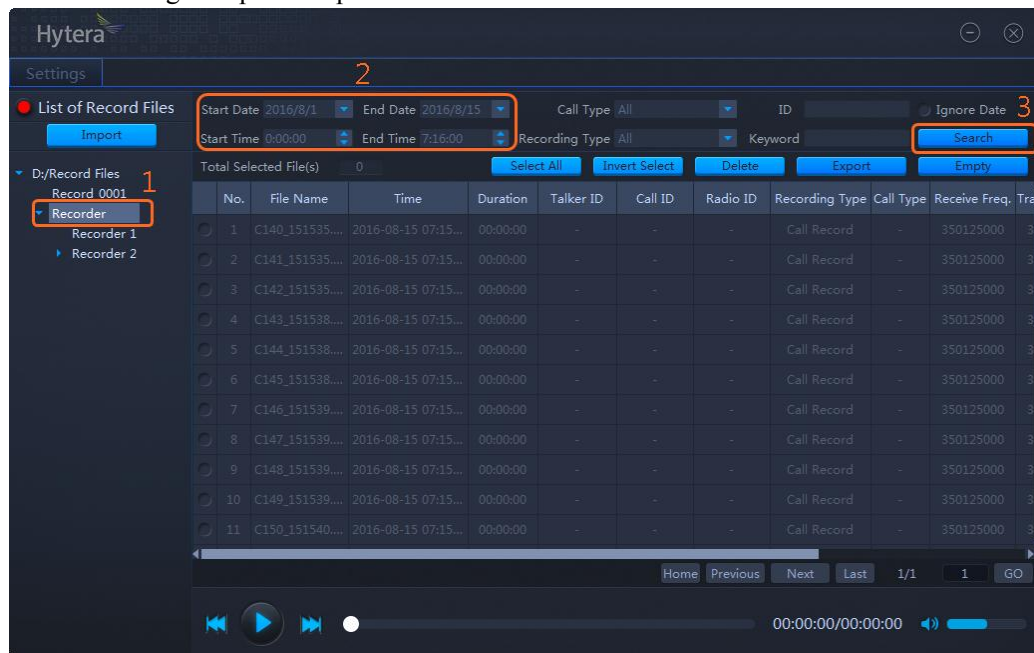 Hytera
Settings
2
List of Record Files
Start Date 2016/8/1 End Date 2016/8/15 Call Type All ID Ignore Date 3
Import
Start Time 0:00:00 End Time 7:16:00 Recording Type All Keyword Search
D:/Record Files
Total Selected File(s) 0 Select All Invert Select Delete Export Empty
Record 0001 1
Recorder
Recorder 1
Recorder 2
No. File Name Time Duration Talker ID Call ID Radio ID Recording Type Call Type Receive Freq. Tra
1 C140_151535.... 2016-08-15 07:15... 00:00:00 - - - Call Record - 350125000 3
2 C141_151535.... 2016-08-15 07:15... 00:00:00 - - - Call Record - 350125000 3
3 C142_151535.... 2016-08-15 07:15... 00:00:00 - - - Call Record - 350125000 3
4 C143_151538.... 2016-08-15 07:15... 00:00:00 - - - Call Record - 350125000 3
5 C144_151538.... 2016-08-15 07:15... 00:00:00 - - - Call Record - 350125000 3
6 C145_151538.... 2016-08-15 07:15... 00:00:00 - - - Call Record - 350125000 3
7 C146_151539.... 2016-08-15 07:15... 00:00:00 - - - Call Record - 350125000 3
8 C147_151539.... 2016-08-15 07:15... 00:00:00 - - - Call Record - 350125000 3
9 C148_151539.... 2016-08-15 07:15... 00:00:00 - - - Call Record - 350125000 3
10 C149_151539.... 2016-08-15 07:15... 00:00:00 - - - Call Record - 350125000 3
11 C150_151540.... 2016-08-15 07:15... 00:00:00 - - - Call Record - 350125000 3
Home Previous Next Last 1/1 1 GO
00:00:00/00:00:00